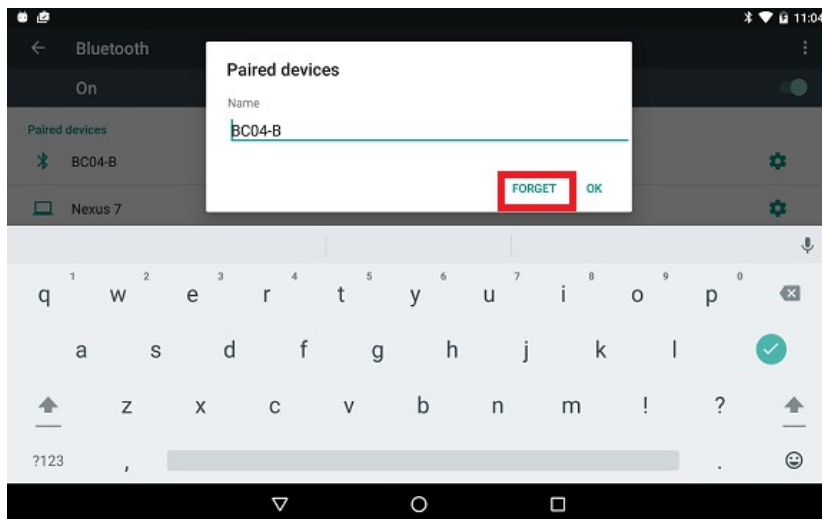 11:04
Bluetooth
On
Paired devices
Name
BC04-B
FORGET OK
Paired devices
BC04-B
Nexus 7
1 2 3 4 5 6 7 8 9 0
q w e r t y u i o p
a s d f g h j k l
z x c v b n m ! ?
?123 , .